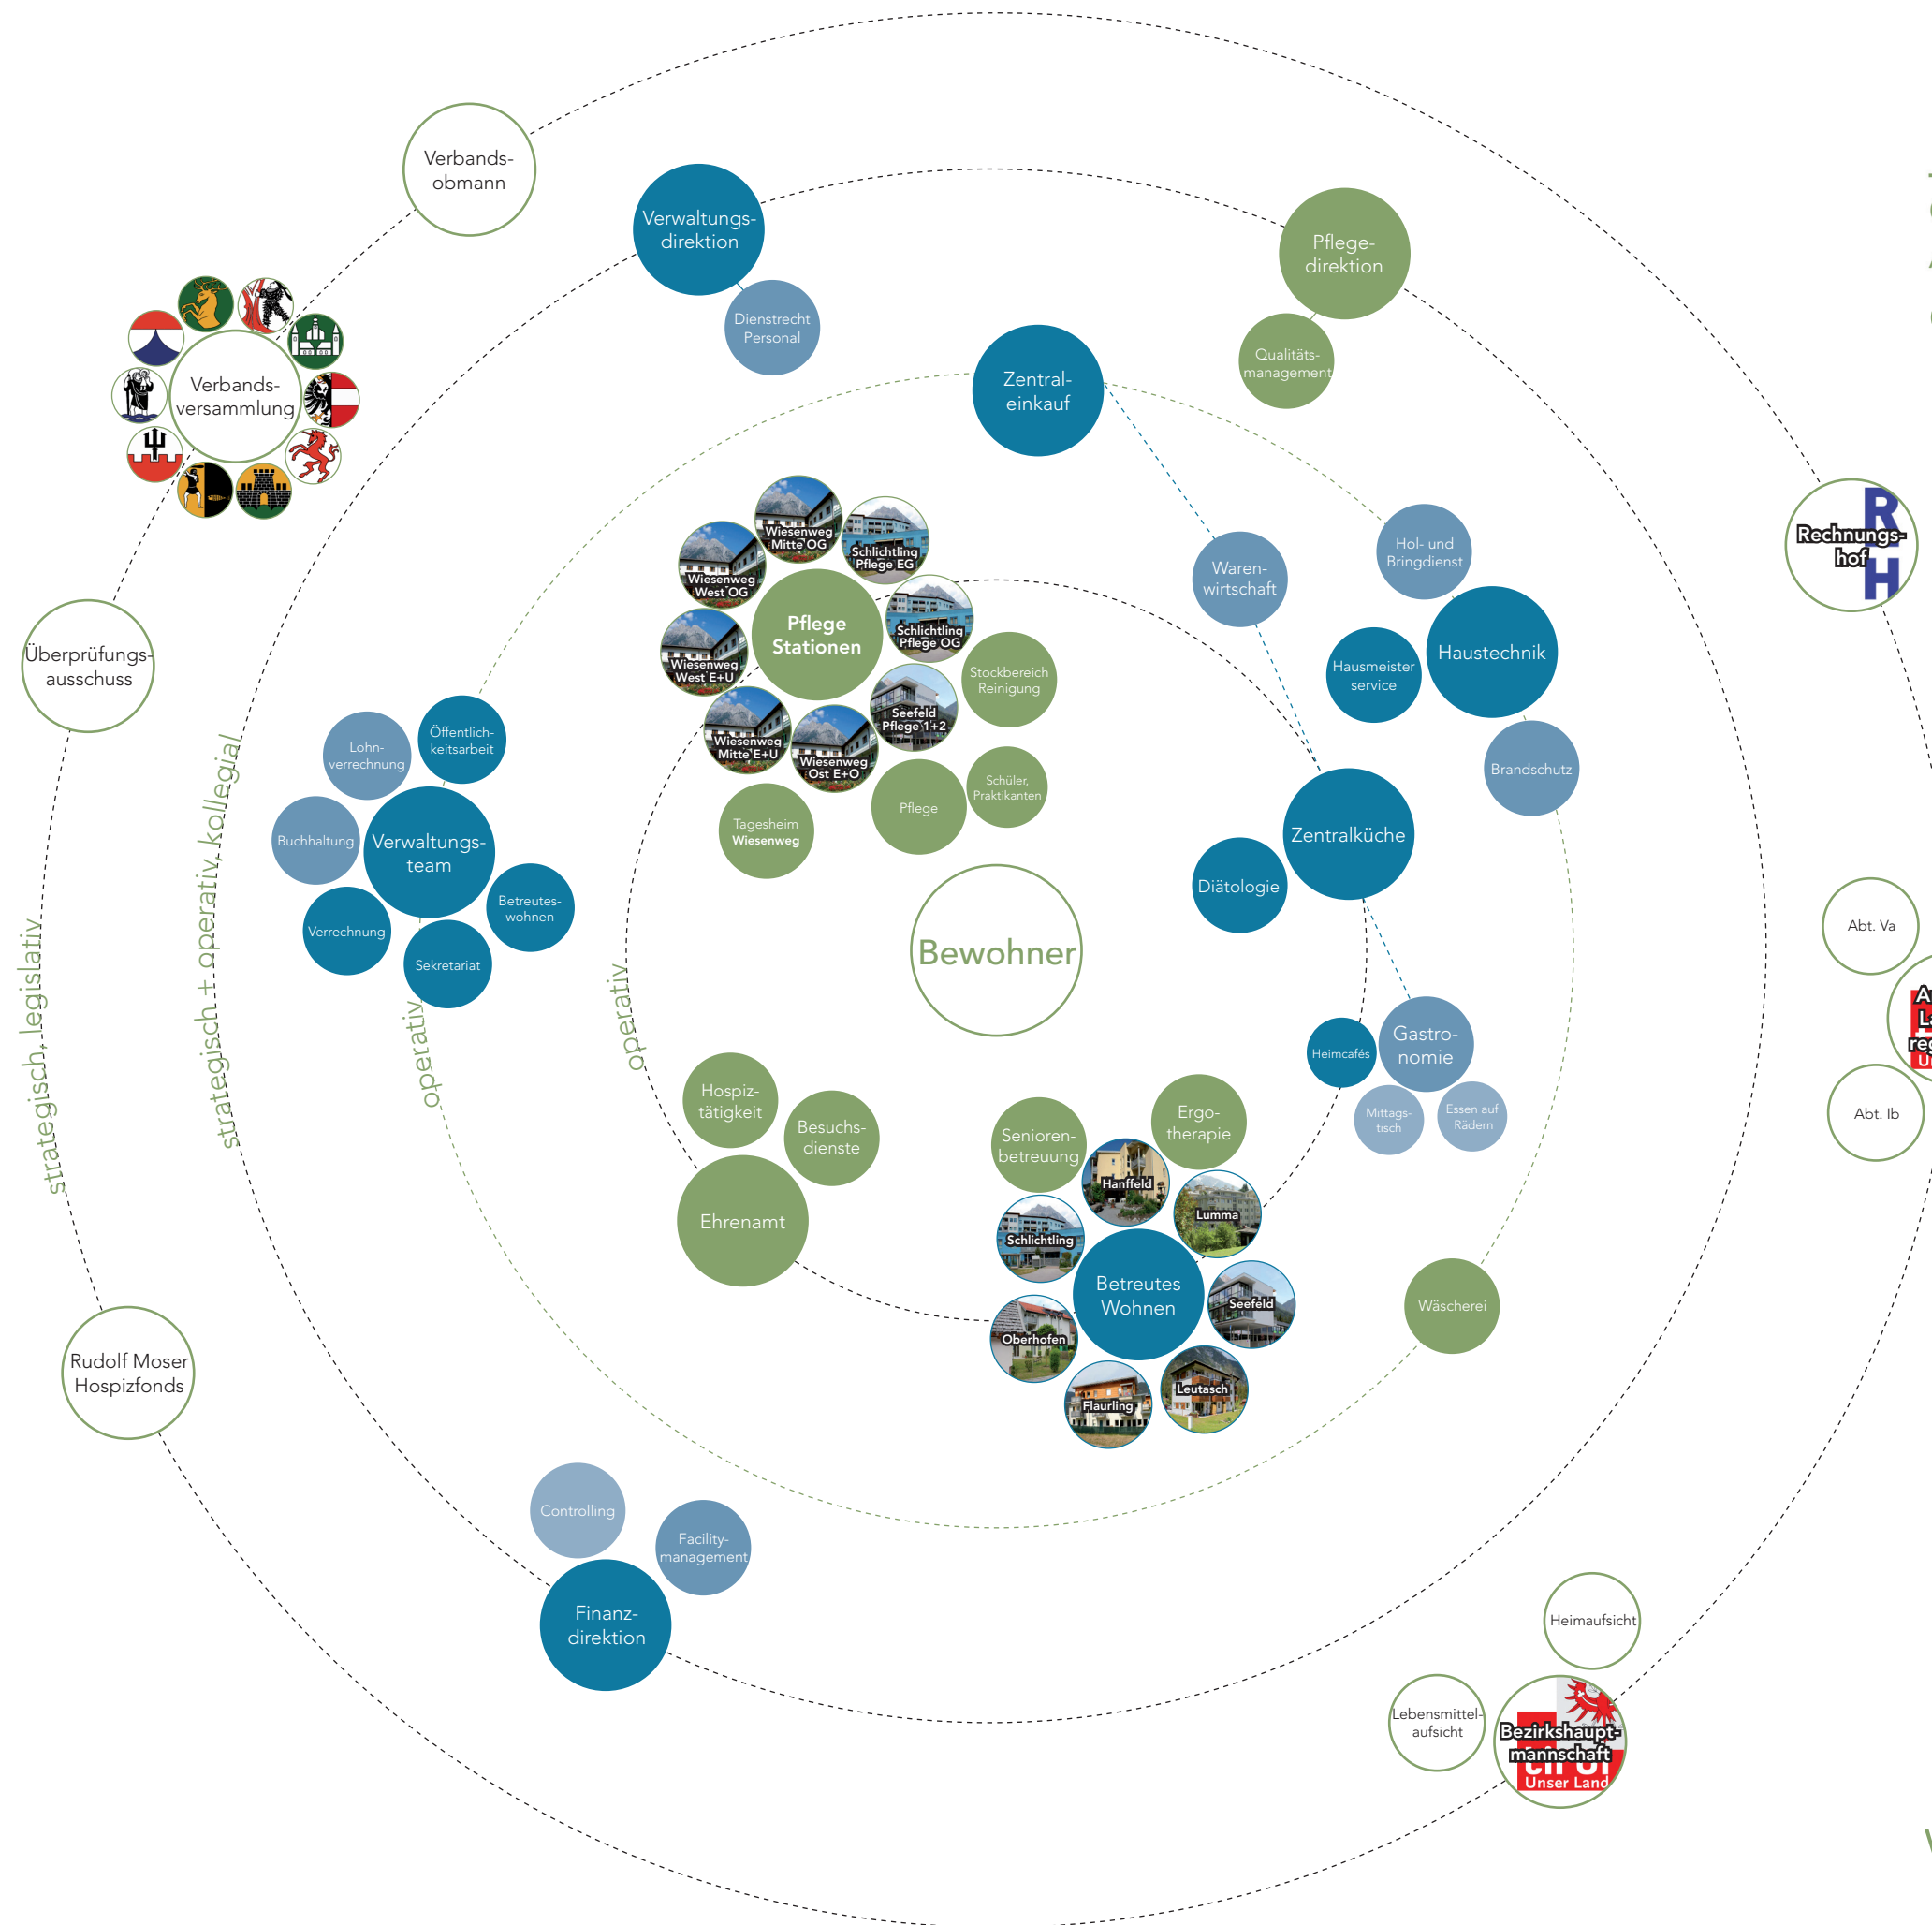 Verbands-
obmann
Verwaltungs-
direktion
Pflege-
direktion
Dienstrecht
Personal
Qualitäts-
management
Verbands-
versammlung
Zentral-
einkauf
Rechnungs-
hof
R
H
Wiesenweg
Mitte OG
Schlichtling
Pflege EG
Wiesenweg
West OG
Hol- und
Bringdienst
Waren-
wirtschaft
Pflege
Stationen
Schlichtling
Pflege OG
Wiesenweg
West E+U
Haustechnik
Hausmeister
service
Überprüfungs-
ausschuss
Stockbereich
Reinigung
Seefeld
Pflege 1+2
Wiesenweg
Mitte E+U
Wiesenweg
Ost E+O
Öffentlich-
keitsarbeit
Lohn-
verrechnung
Brandschutz
Schüler,
Praktikanten
Pflege
Tagesheim
Wiesenweg
Buchhaltung
Verwaltungs-
team
Zentralküche
Diätologie
Betreutes-
wohnen
Verrechnung
Sekretariat
Bewohner
Abt. Va
strategisch, legislativ
strategisch + operativ, kollegial
operativ
operativ
Gastro-
nomie
Heimcafés
Mittags-
tisch
Essen auf
Rädern
Abt. Ib
Hospiz-
tätigkeit
Besuchs-
dienste
Ehrenamt
Senioren-
betreuung
Ergo-
therapie
Hanffeld
Lumma
Schlichtling
Betreutes
Wohnen
Seefeld
Oberhofen
Leutasch
Flaurling
Wäscherei
Rudolf Moser
Hospizfonds
Controlling
Facility-
management
Finanz-
direktion
Heimaufsicht
Lebensmittel-
aufsicht
Bezirkshaupt-
mannschaft
tirol
Unser Land